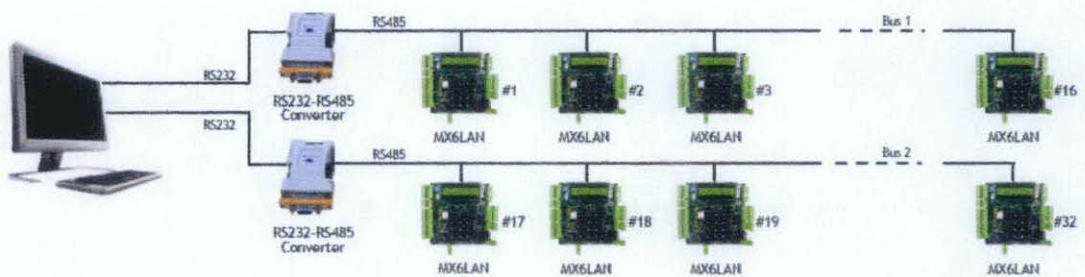 RS485
Bus 1
RS232
#1
#2
#3
#16
RS232-RS485
Converter
MX6LAN
MX6LAN
MX6LAN
MX6LAN
RS232
RS485
Bus 2
#17
#18
#19
#32
RS232-RS485
Converter
MX6LAN
MX6LAN
MX6LAN
MX6LAN